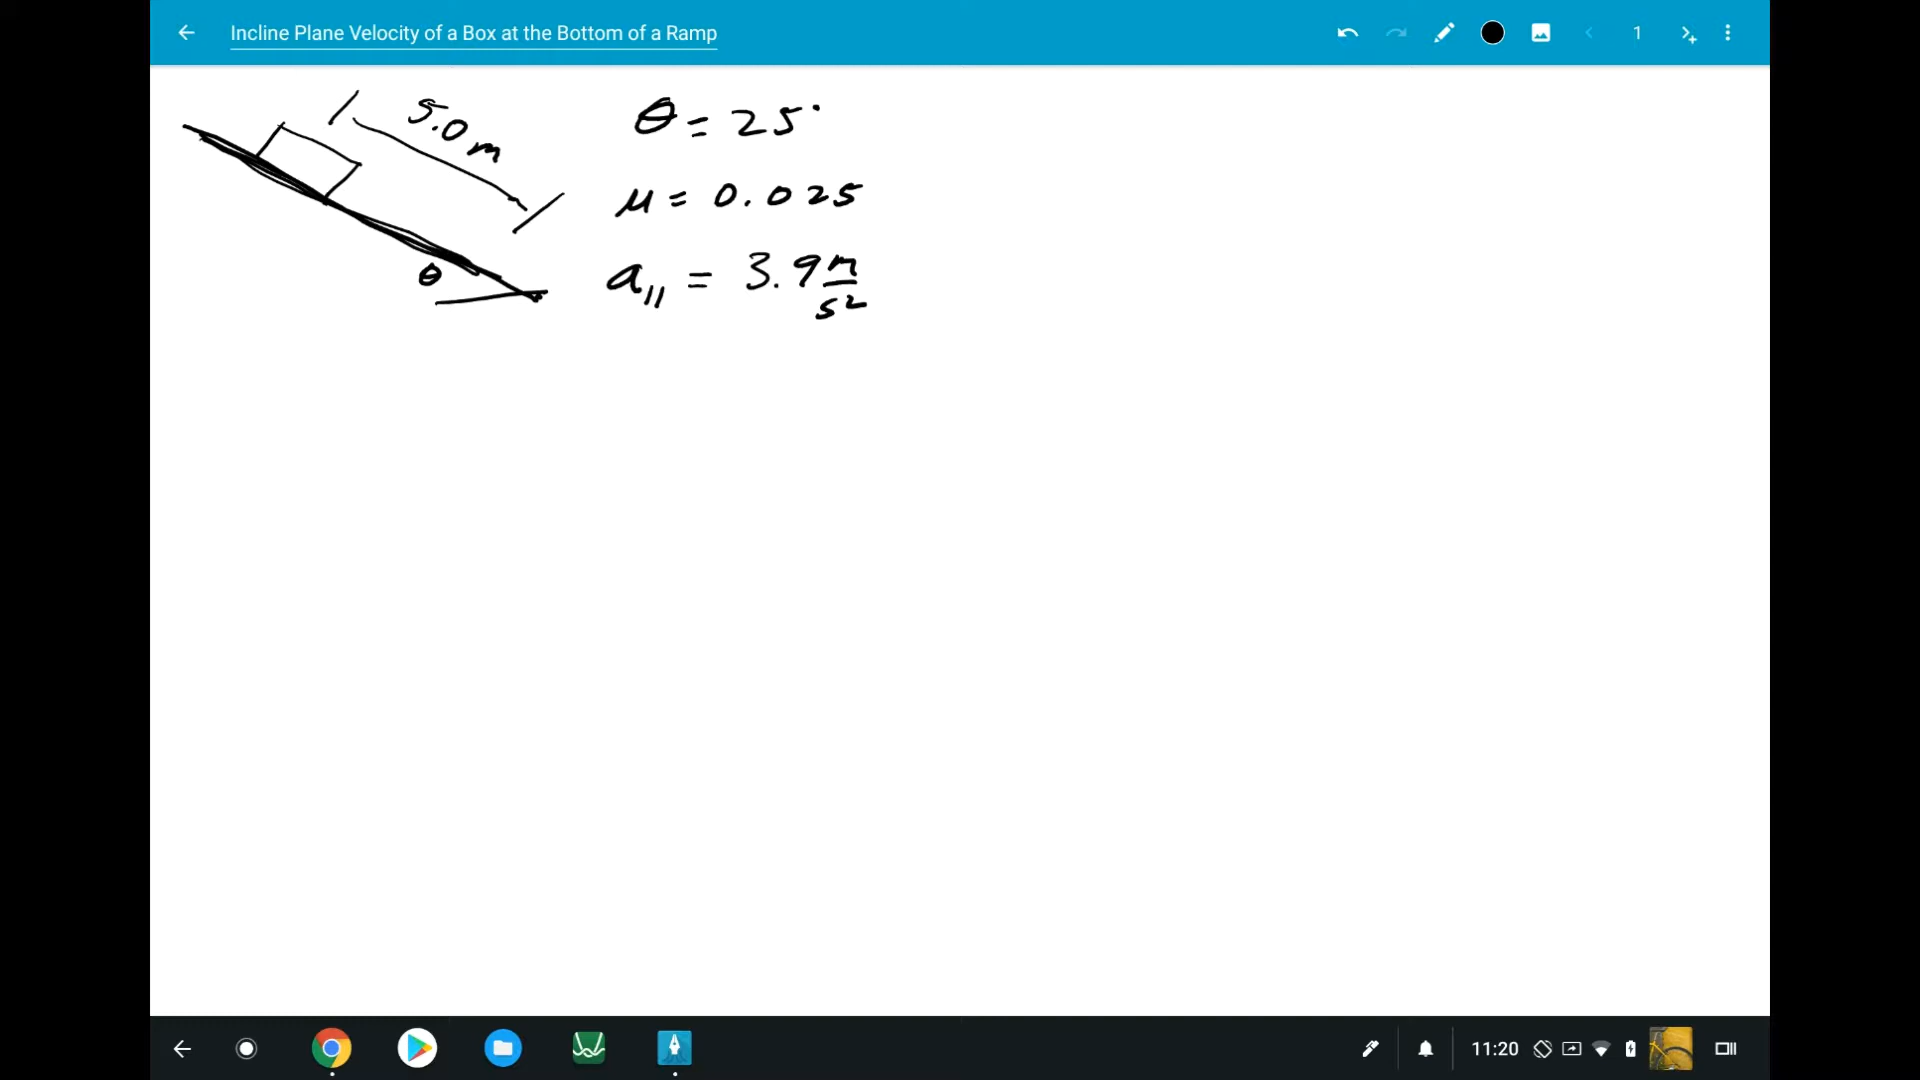 Incline Plane Velocity of a Box at the Bottom of a Ramp
1
5.0 m
θ = 25°
μ = 0.025
θ
a∥ = 3.9 m/s²
11:20